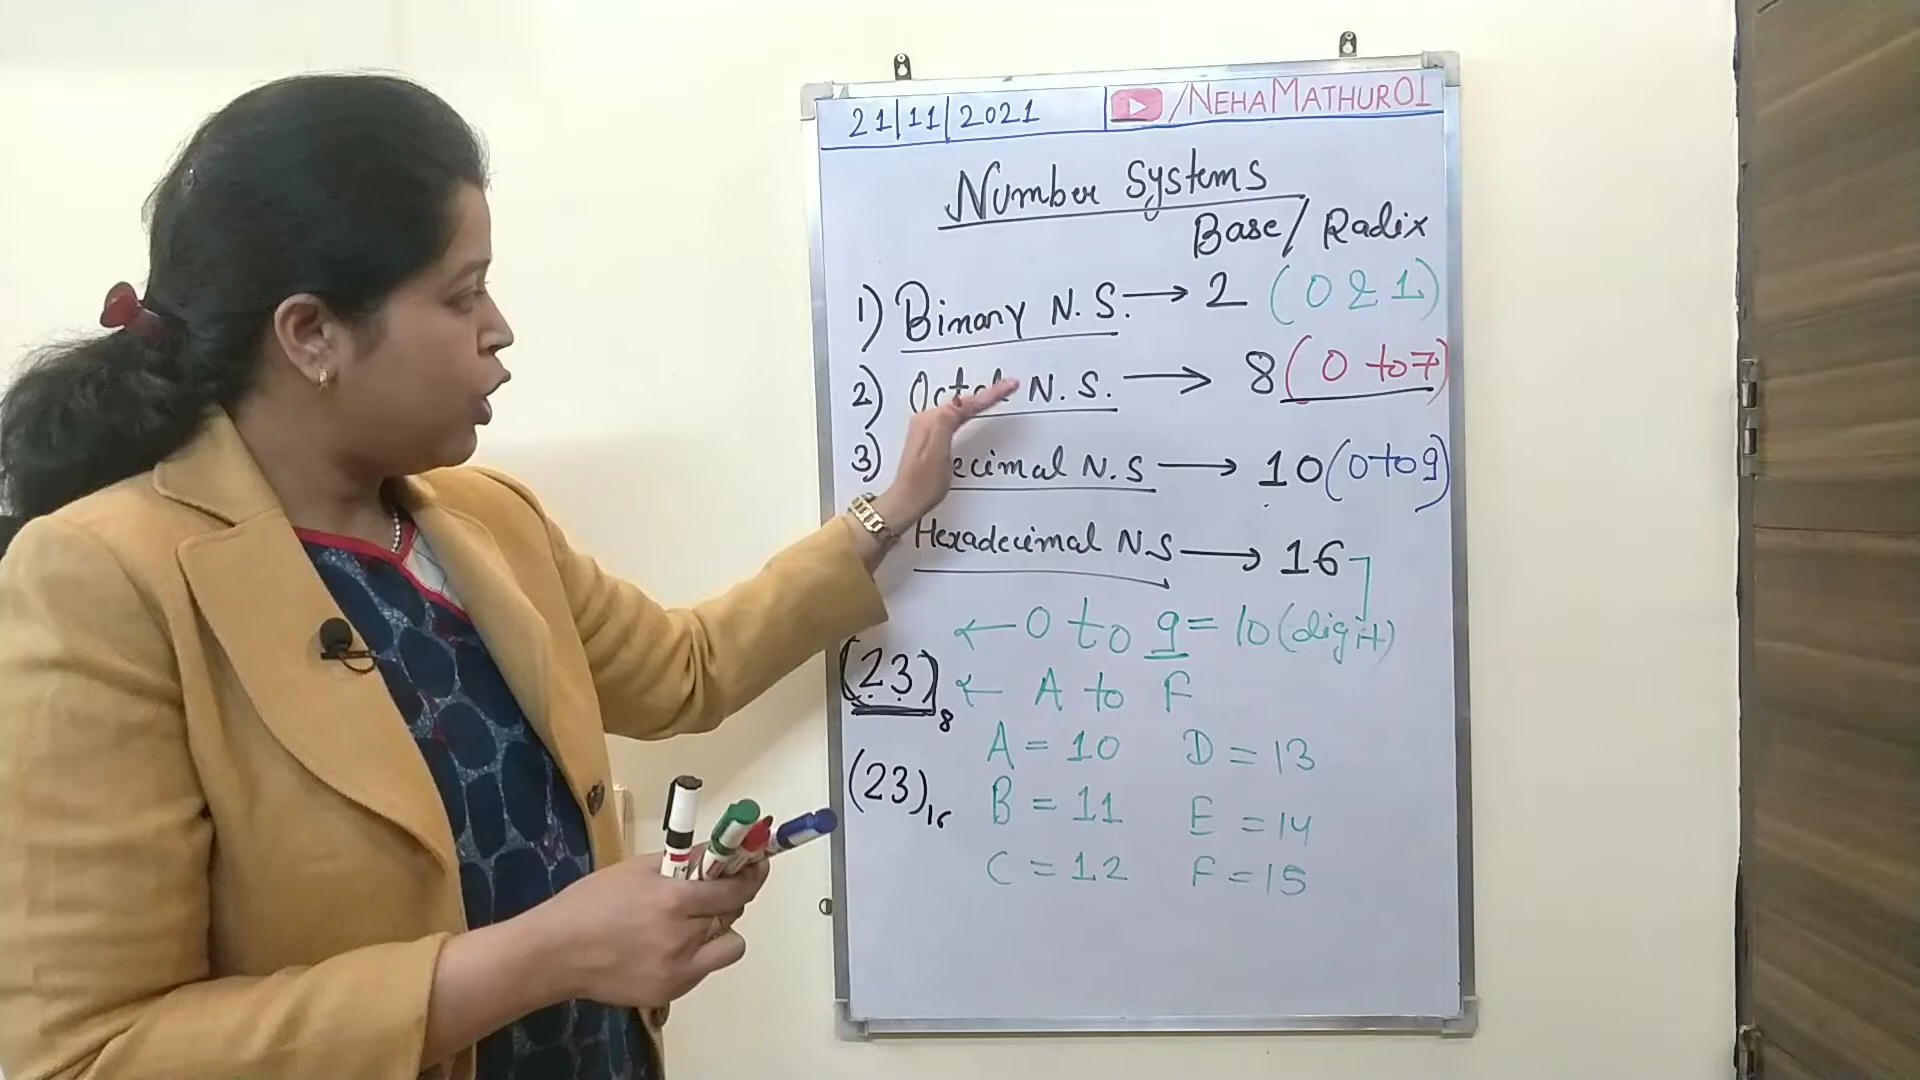 21/11/2021 /NEHAMATHUR01
Number Systems
Base/ Radix
1) Binary N.S. → 2 (0 & 1)
2) Octal N.S. → 8 (0 to 7)
3) ecimal N.S → 10 (0 to 9)
Hexadecimal N.S → 16
← 0 to 9 = 10 (digit)
(23)8 ← A to F
A = 10 D = 13
(23)16 B = 11 E = 14
C = 12 F = 15